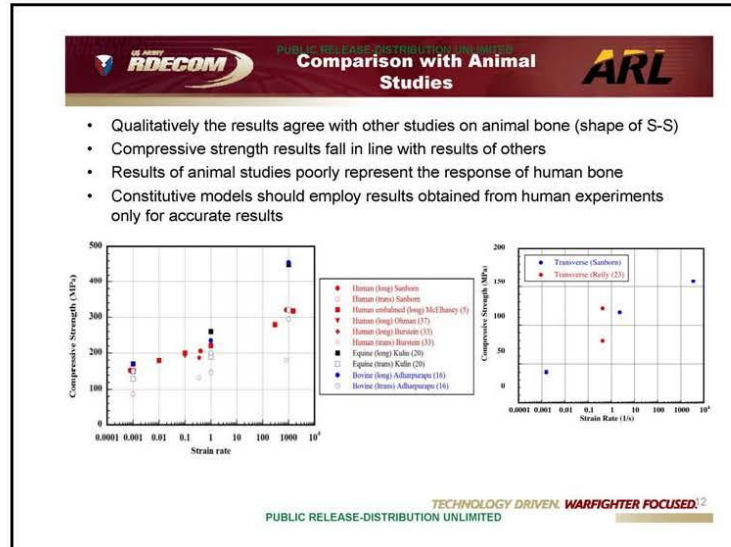 PUBLIC RELEASE-DISTRIBUTION UNLIMITED
US ARMY
RDECOM
Comparison with Animal
Studies
ARL
• Qualitatively the results agree with other studies on animal bone (shape of S-S)
• Compressive strength results fall in line with results of others
• Results of animal studies poorly represent the response of human bone
• Constitutive models should employ results obtained from human experiments
only for accurate results
Compressive Strength (MPa)
500
400
300
200
100
0
0.0001 0.001 0.01 0.1 1 10 100 1000 10⁴
Strain rate
Human (long) Sanborn
Human (trans) Sanborn
Human embalmed (long) McElhaney (5)
Human (long) Ohman (37)
Human (long) Burstein (33)
Human (trans) Burstein (33)
Equine (long) Kulin (20)
Equine (trans) Kulin (20)
Bovine (long) Adharpurapu (16)
Bovine (ltrans) Adharpurapu (16)
Compressive Strength (MPa)
200
150
100
50
0
Transverse (Sanborn)
Transverse (Reily (23)
0.0001 0.001 0.01 0.1 1 10 100 1000 10⁴
Strain Rate (1/s)
TECHNOLOGY DRIVEN. WARFIGHTER FOCUSED.
12
PUBLIC RELEASE-DISTRIBUTION UNLIMITED